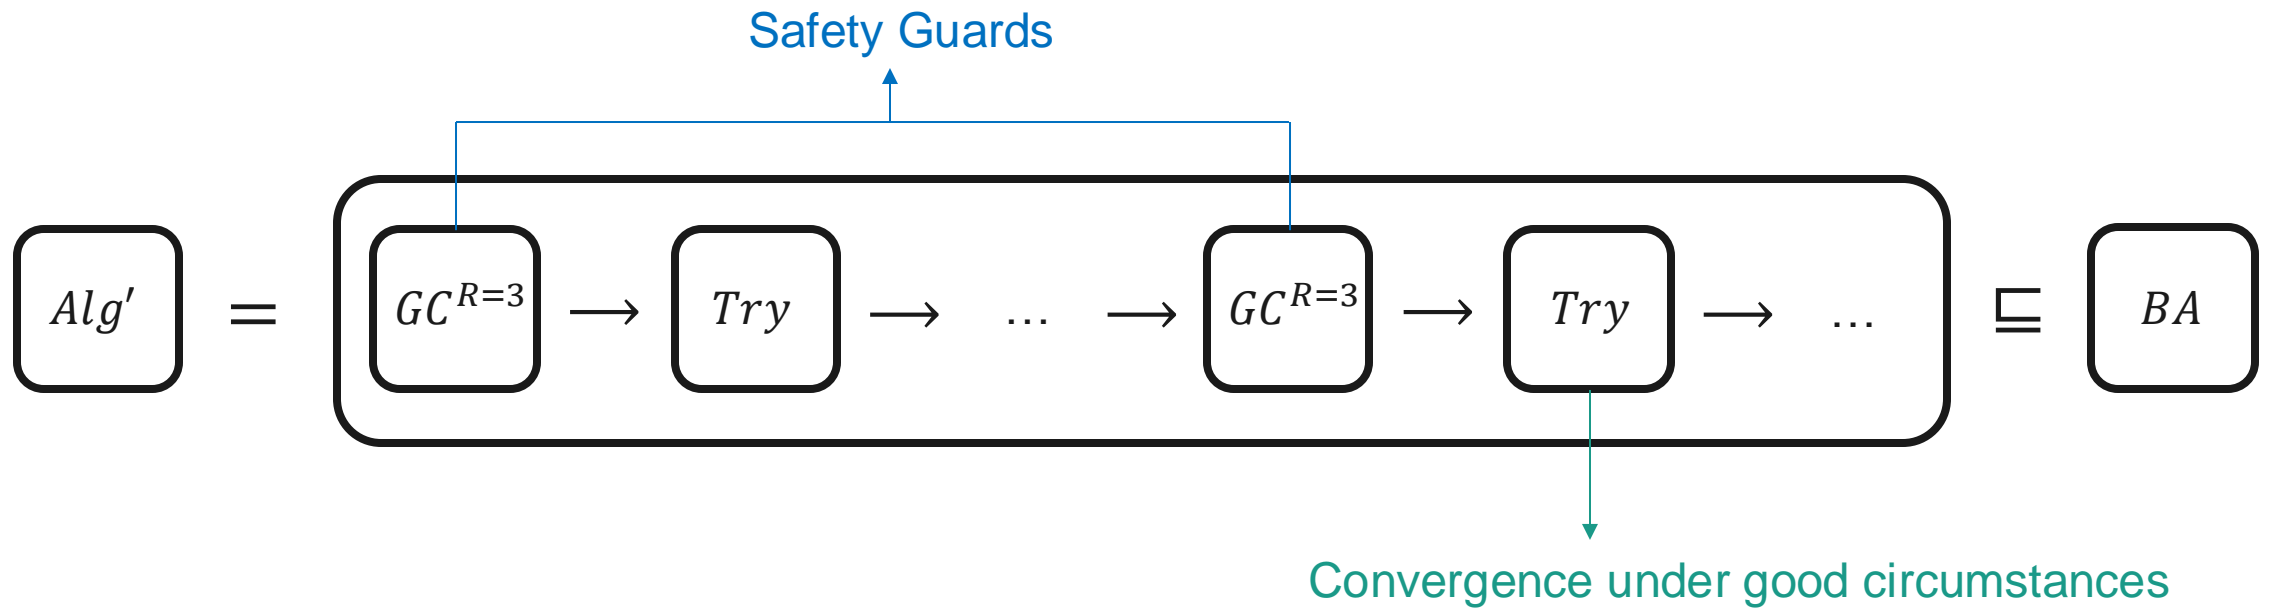 Safety Guards
Alg′ = GC^{R=3} → Try → … → GC^{R=3} → Try → … ⊑ BA
Convergence under good circumstances